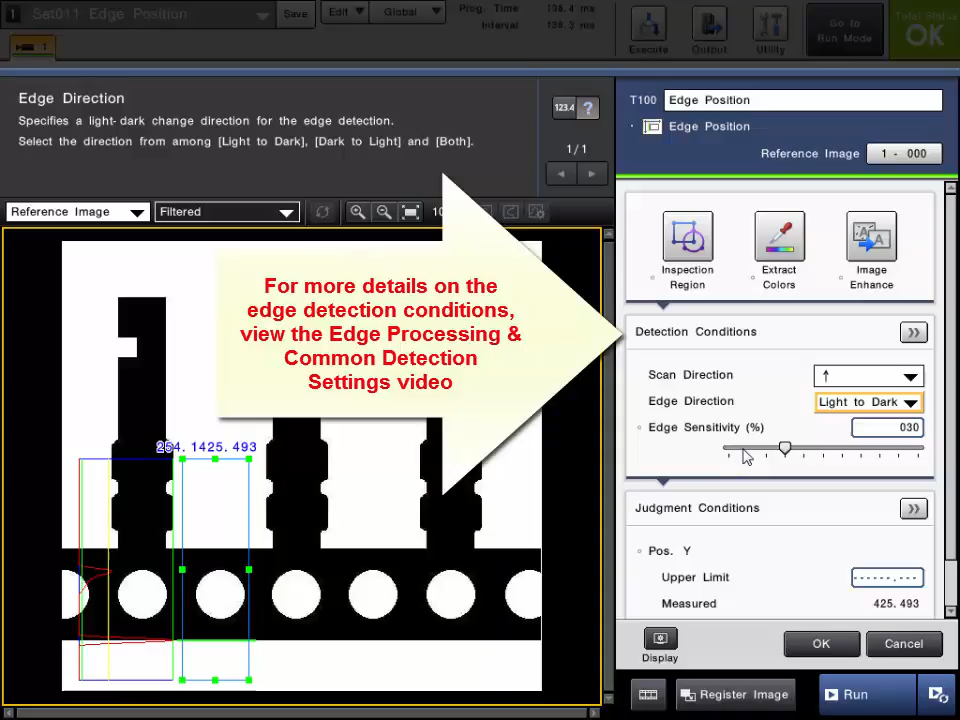 1 Set011 Edge Position
Save
Edit
Global
Prog. Time 138.4 ms
Interval 138.2 ms
Execute
Output
Utility
Go to
Run Mode
OK
1
Edge Direction
Specifies a light-dark change direction for the edge detection.
Select the direction from among [Light to Dark], [Dark to Light] and [Both].
123.4
?
1/1
T100 Edge Position
Edge Position
Reference Image 1 - 000
Reference Image
Filtered
Inspection
Region
Extract
Colors
Image
Enhance
For more details on the
edge detection conditions,
view the Edge Processing &
Common Detection
Settings video
Detection Conditions
Scan Direction ↑
Edge Direction Light to Dark
Edge Sensitivity (%) 030
Judgment Conditions
Pos. Y
Upper Limit ------.---
Measured 425.493
Display
OK
Cancel
Register Image
Run